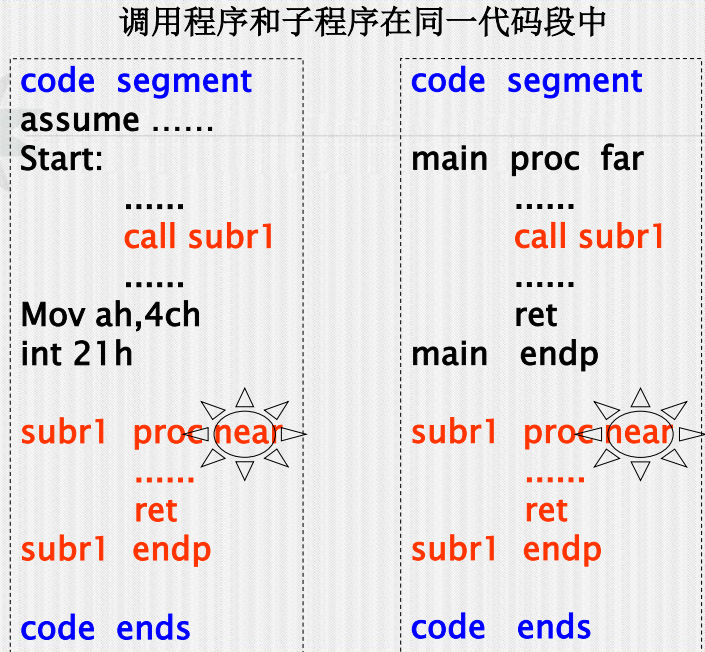 调用程序和子程序在同一代码段中
code segment
assume ……
Start:
……
call subr1
……
Mov ah,4ch
int 21h
subr1 proc near
……
ret
subr1 endp
code ends
code segment
main proc far
……
call subr1
……
ret
main endp
subr1 proc near
……
ret
subr1 endp
code ends